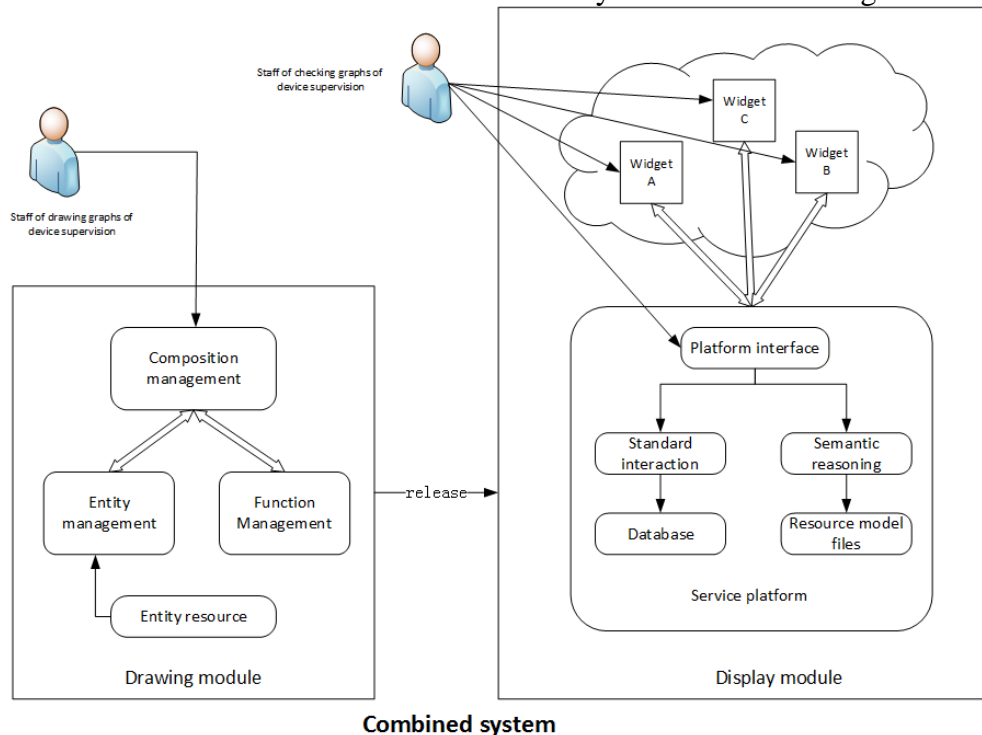 Staff of checking graphs of
device supervision
Widget
C
Widget
A
Widget
B
Staff of drawing graphs of
device supervision
Composition
management
Entity
management
Function
Management
Entity resource
Drawing module
release
Platform interface
Standard
interaction
Semantic
reasoning
Database
Resource model
files
Service platform
Display module
Combined system